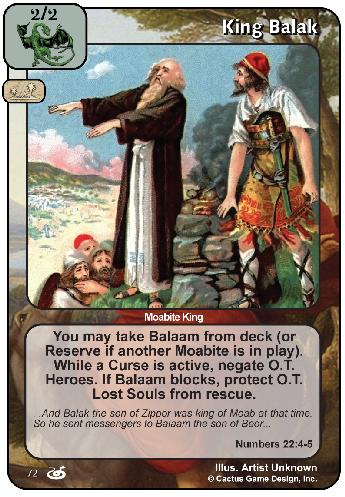 2/2
King Balak
Moabite King
You may take Balaam from deck (or
Reserve if another Moabite is in play).
While a Curse is active, negate O.T.
Heroes. If Balaam blocks, protect O.T.
Lost Souls from rescue.
...And Balak the son of Zippor was king of Moab at that time.
So he sent messengers to Balaam the son of Beor...
Numbers 22:4-5
Illus. Artist Unknown
© Cactus Game Design, Inc.